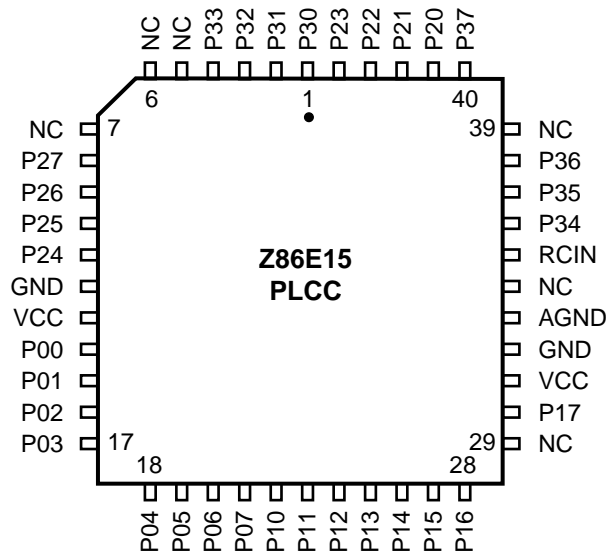 NC NC P33 P32 P31 P30 P23 P22 P21 P20 P37
6 1 40
NC 7 39 NC
P27 P36
P26 P35
P25 P34
P24 RCIN
Z86E15
PLCC
GND NC
VCC AGND
P00 GND
P01 VCC
P02 P17
P03 17 29 NC
18 28
P04 P05 P06 P07 P10 P11 P12 P13 P14 P15 P16